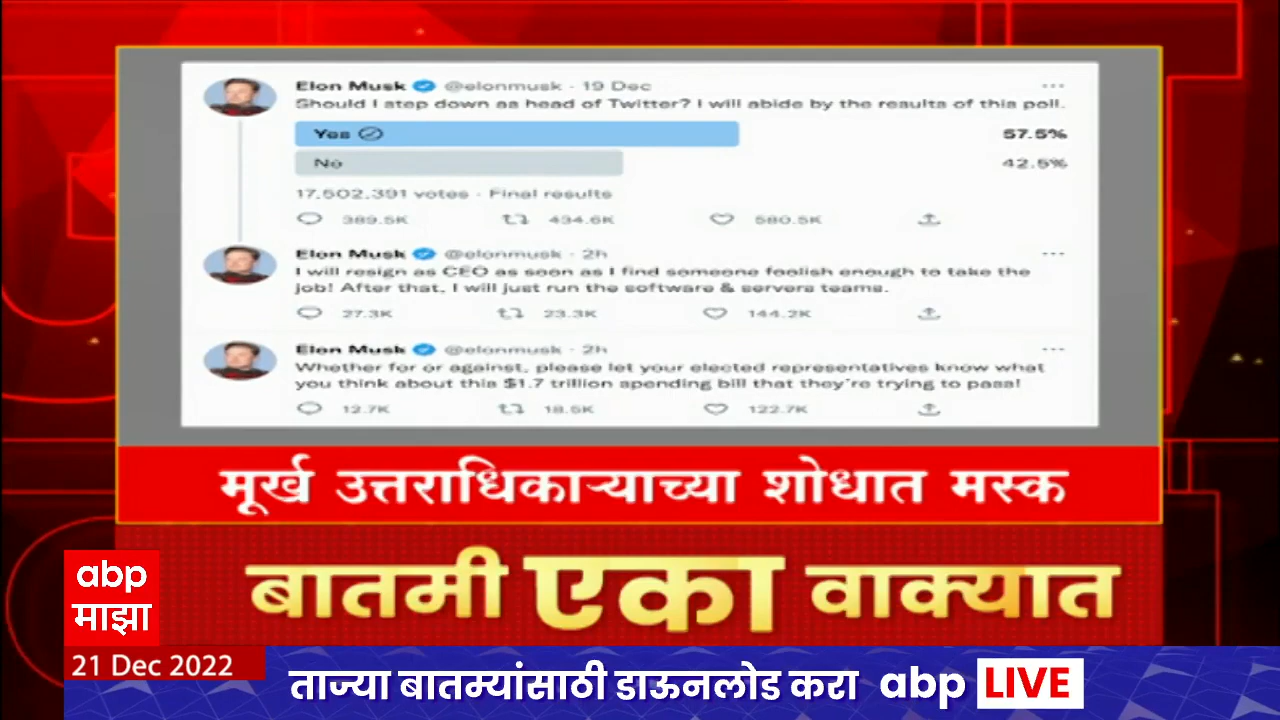 Elon Musk @elonmusk · 19 Dec
Should I step down as head of Twitter? I will abide by the results of this poll.
Yes 57.5%
No 42.5%
17,502,391 votes · Final results
389.5K 434.6K 580.5K
Elon Musk @elonmusk · 2h
I will resign as CEO as soon as I find someone foolish enough to take the
job! After that, I will just run the software & servers teams.
27.3K 23.3K 144.2K
Elon Musk @elonmusk · 2h
Whether for or against, please let your elected representatives know what
you think about this $1.7 trillion spending bill that they're trying to pass!
12.7K 18.5K 122.7K
मूर्ख उत्तराधिकाऱ्याच्या शोधात मस्क
बातमी एका वाक्यात
abp
माझा
21 Dec 2022
ताज्या बातम्यांसाठी डाऊनलोड करा abp LIVE